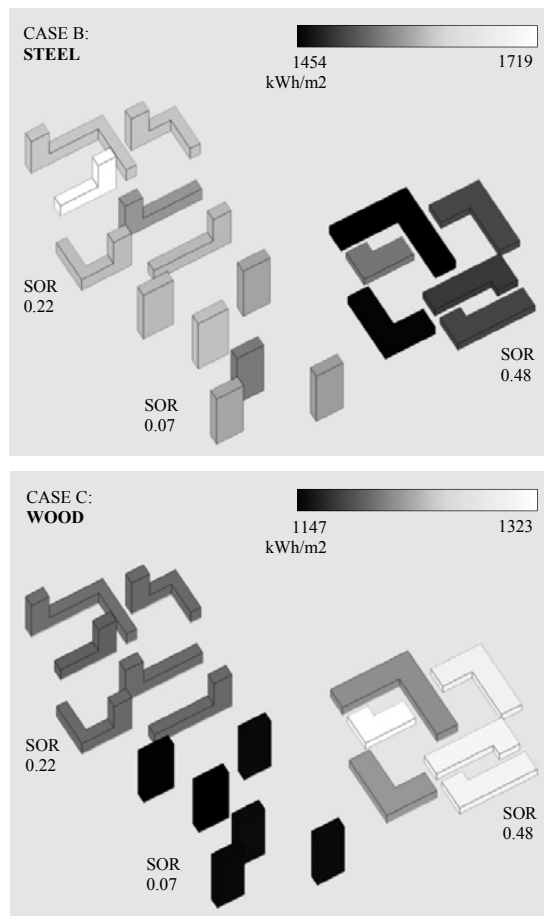 CASE B:
STEEL
1454
1719
kWh/m2
SOR
0.22
SOR
0.48
SOR
0.07
CASE C:
WOOD
1147
1323
kWh/m2
SOR
0.22
SOR
0.48
SOR
0.07